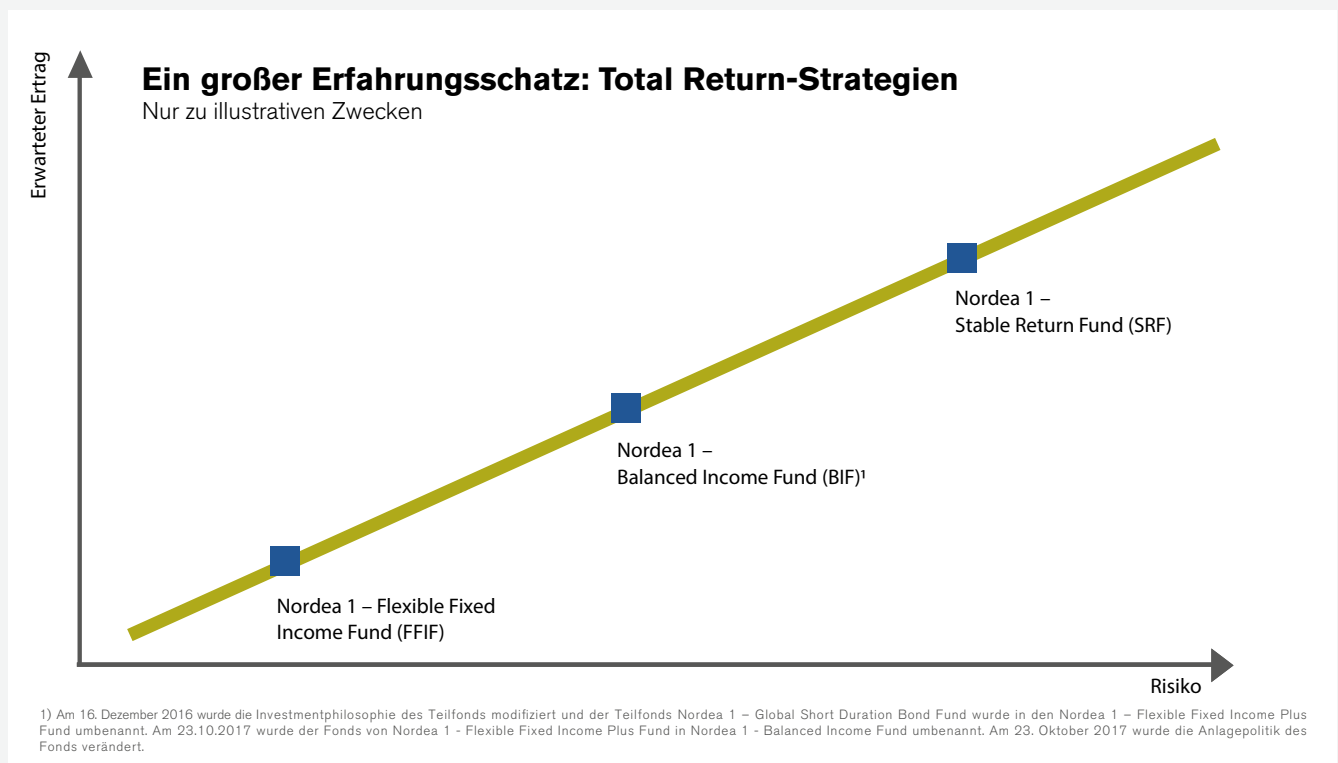 Erwarteter Ertrag
Ein großer Erfahrungsschatz: Total Return-Strategien
Nur zu illustrativen Zwecken
Nordea 1 –
Stable Return Fund (SRF)
Nordea 1 –
Balanced Income Fund (BIF)¹
Nordea 1 – Flexible Fixed
Income Fund (FFIF)
Risiko
1) Am 16. Dezember 2016 wurde die Investmentphilosophie des Teilfonds modifiziert und der Teilfonds Nordea 1 – Global Short Duration Bond Fund wurde in den Nordea 1 – Flexible Fixed Income Plus
Fund umbenannt. Am 23.10.2017 wurde der Fonds von Nordea 1 - Flexible Fixed Income Plus Fund in Nordea 1 - Balanced Income Fund umbenannt. Am 23. Oktober 2017 wurde die Anlagepolitik des
Fonds verändert.